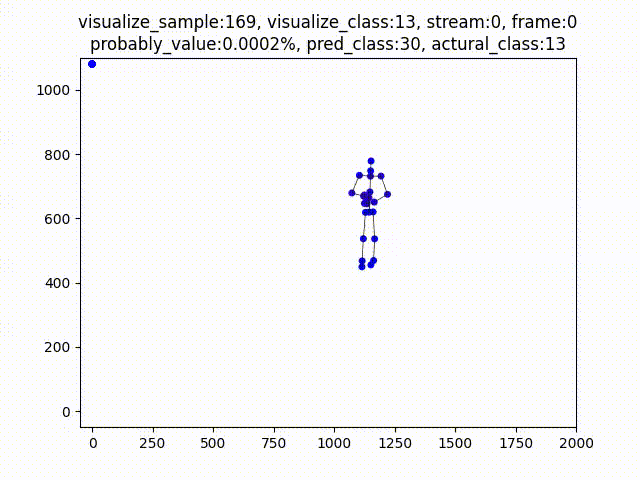 visualize_sample:169, visualize_class:13, stream:0, frame:0
probably_value:0.0002%, pred_class:30, actural_class:13
1000
800
600
400
200
0
0 250 500 750 1000 1250 1500 1750 2000